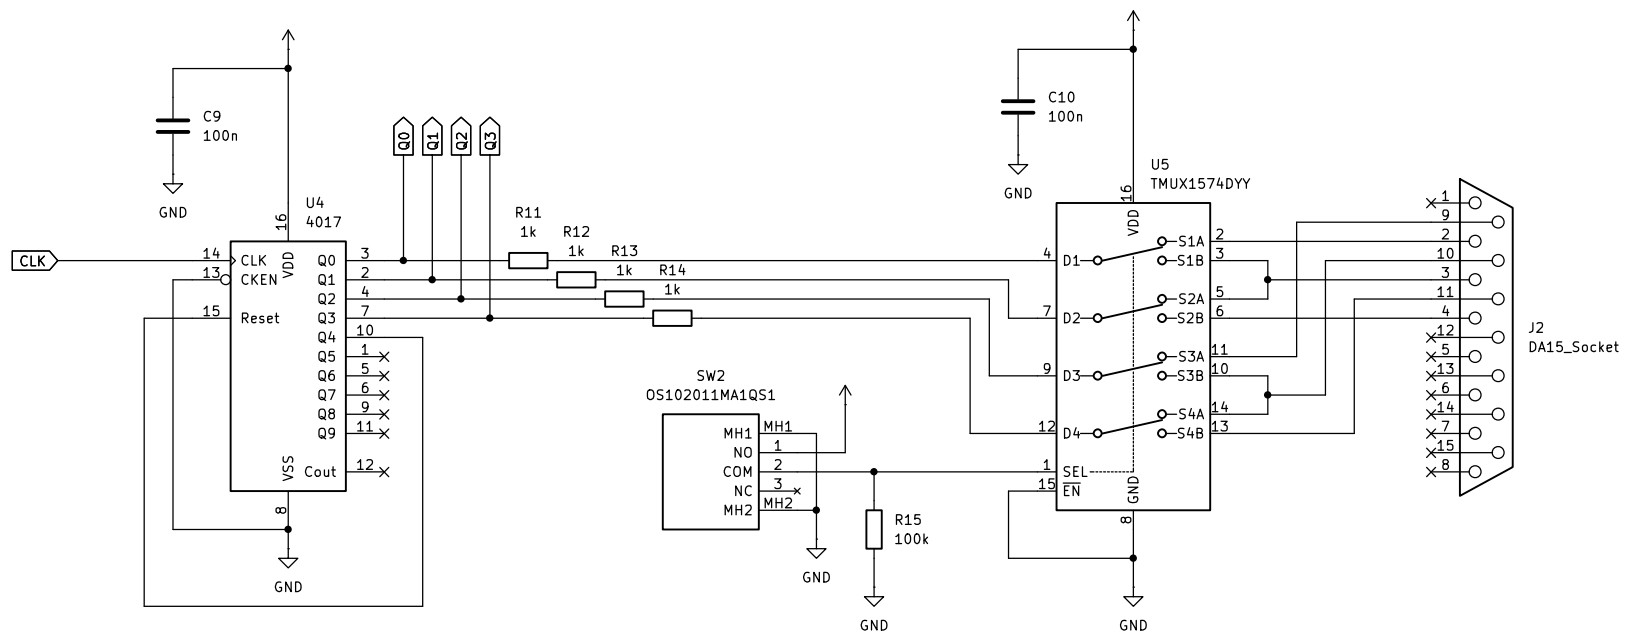 C9
100n
GND
CLK
U4
4017
16
VDD
14
CLK
13
CKEN
15
Reset
VSS
8
GND
Q0
3
Q1
2
Q2
4
Q3
7
Q4
10
Q5
1
Q6
5
Q7
6
Q8
9
Q9
11
Cout
12
Q0
Q1
Q2
Q3
R11
1k
R12
1k
R13
1k
R14
1k
SW2
OS102011MA1QS1
MH1
MH1
NO
1
COM
2
NC
3
MH2
MH2
GND
R15
100k
GND
C10
100n
GND
U5
TMUX1574DYY
16
VDD
4
D1
7
D2
9
D3
12
D4
1
SEL
15
EN
GND
8
GND
S1A
2
S1B
3
S2A
5
S2B
6
S3A
11
S3B
10
S4A
14
S4B
13
1
9
2
10
3
11
4
12
5
13
6
14
7
15
8
J2
DA15_Socket